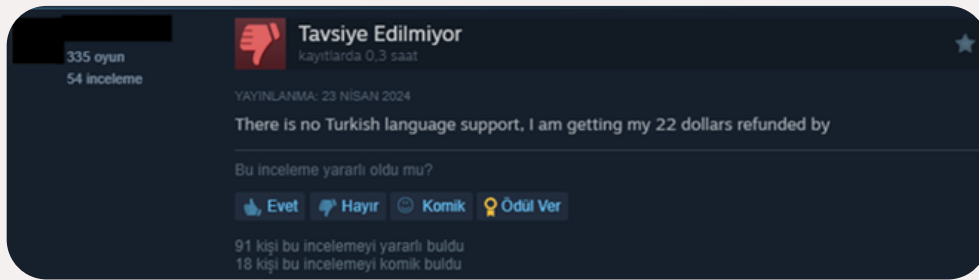 335 oyun
54 inceleme
Tavsiye Edilmiyor
kayıtlarda 0,3 saat
YAYINLANMA: 23 NİSAN 2024
There is no Turkish language support, I am getting my 22 dollars refunded by
Bu inceleme yararlı oldu mu?
Evet Hayır Komik Ödül Ver
91 kişi bu incelemeyi yararlı buldu
18 kişi bu incelemeyi komik buldu